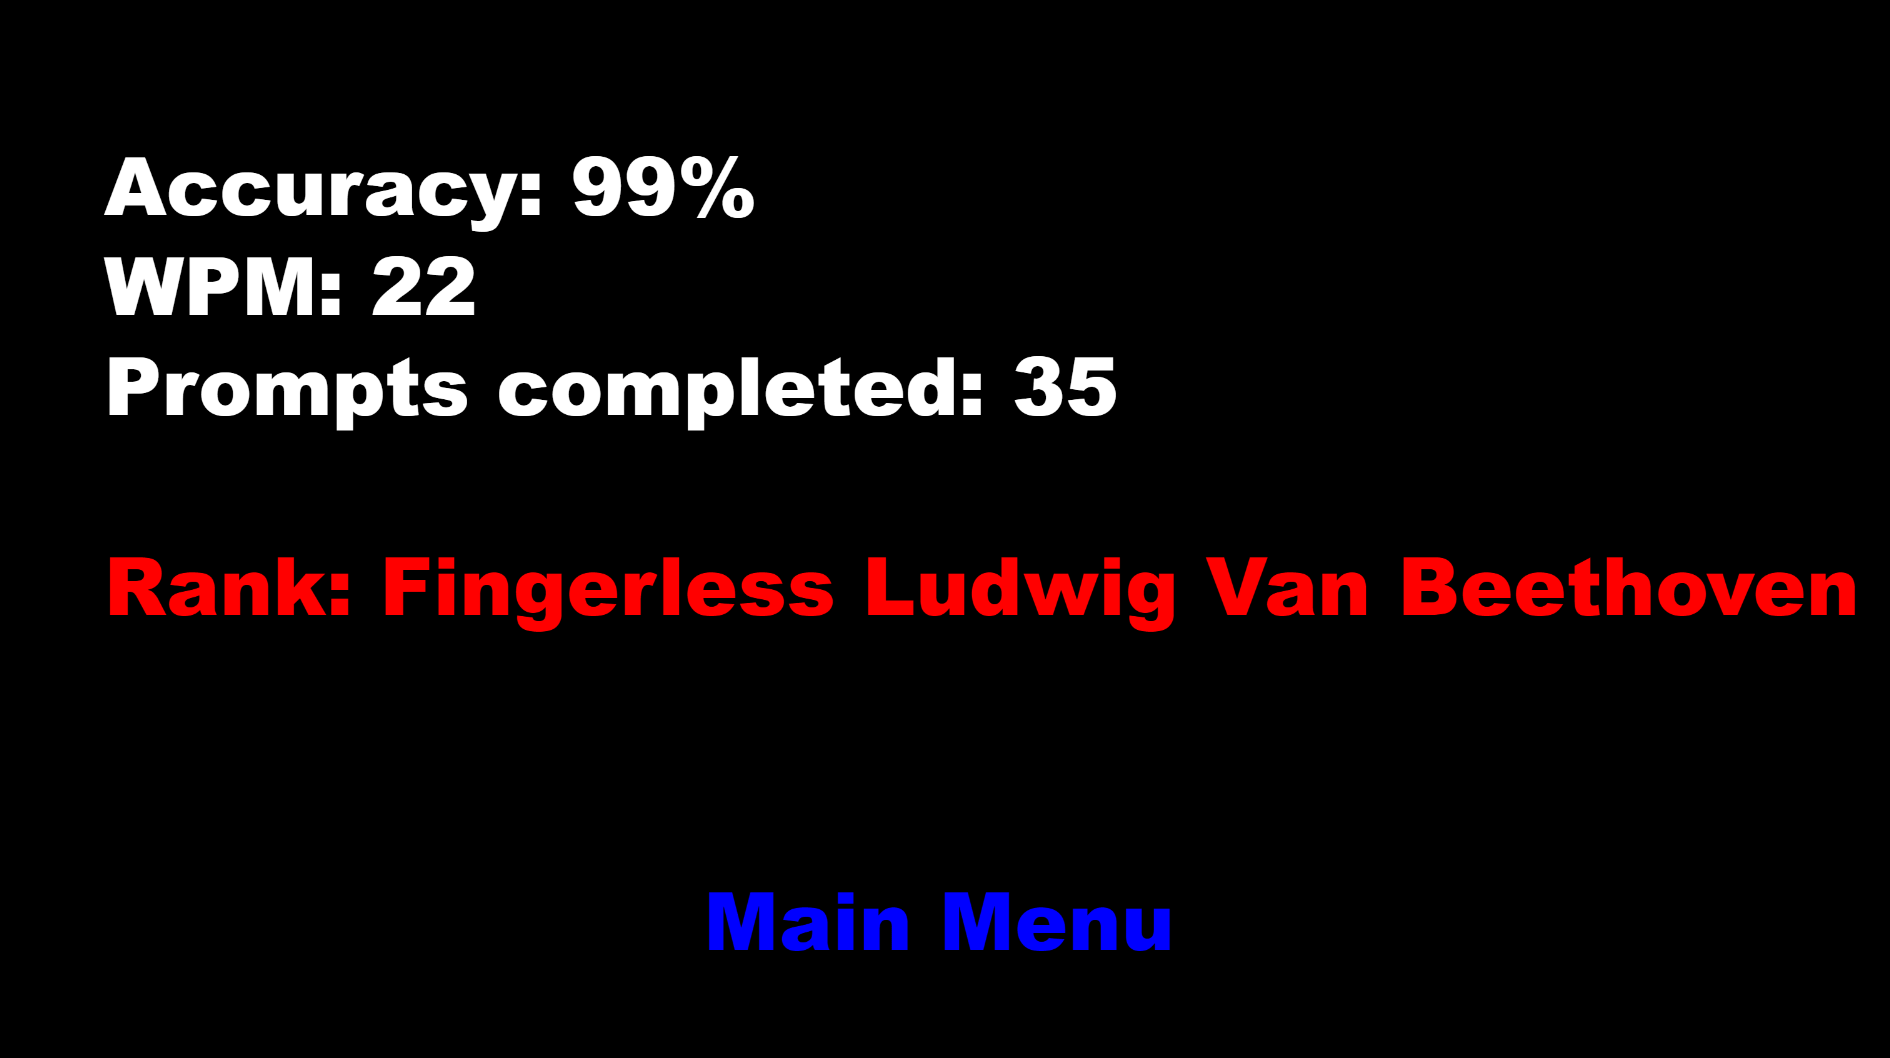 Accuracy: 99%
WPM: 22
Prompts completed: 35
Rank: Fingerless Ludwig Van Beethoven
Main Menu